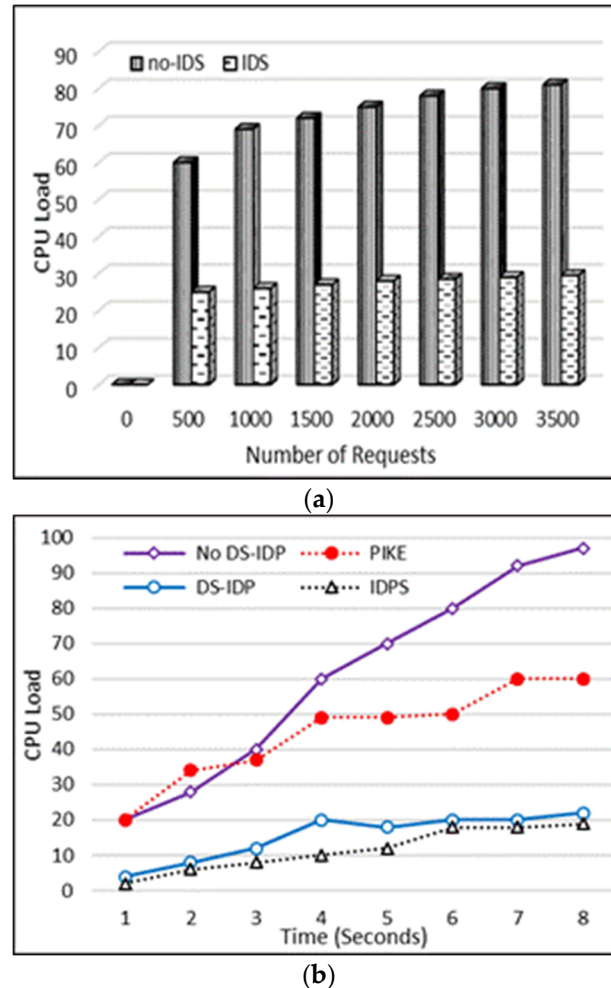 90
no-IDS IDS
80
70
60
50
40
30
20
10
0
CPU Load
0 500 1000 1500 2000 2500 3000 3500
Number of Requests
(a)
100
No DS-IDP PIKE
90
DS-IDP IDPS
80
70
60
50
40
30
20
10
0
CPU Load
1 2 3 4 5 6 7 8
Time (Seconds)
(b)